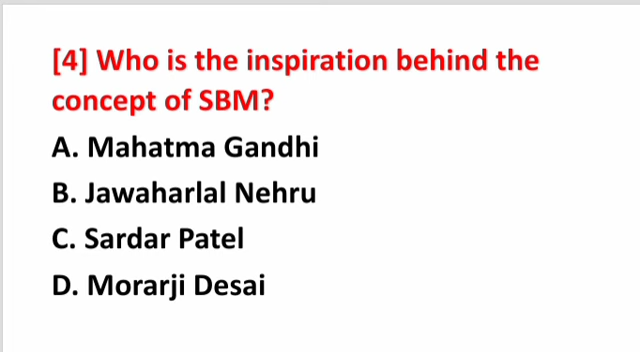 [4] Who is the inspiration behind the
concept of SBM?
A. Mahatma Gandhi
B. Jawaharlal Nehru
C. Sardar Patel
D. Morarji Desai